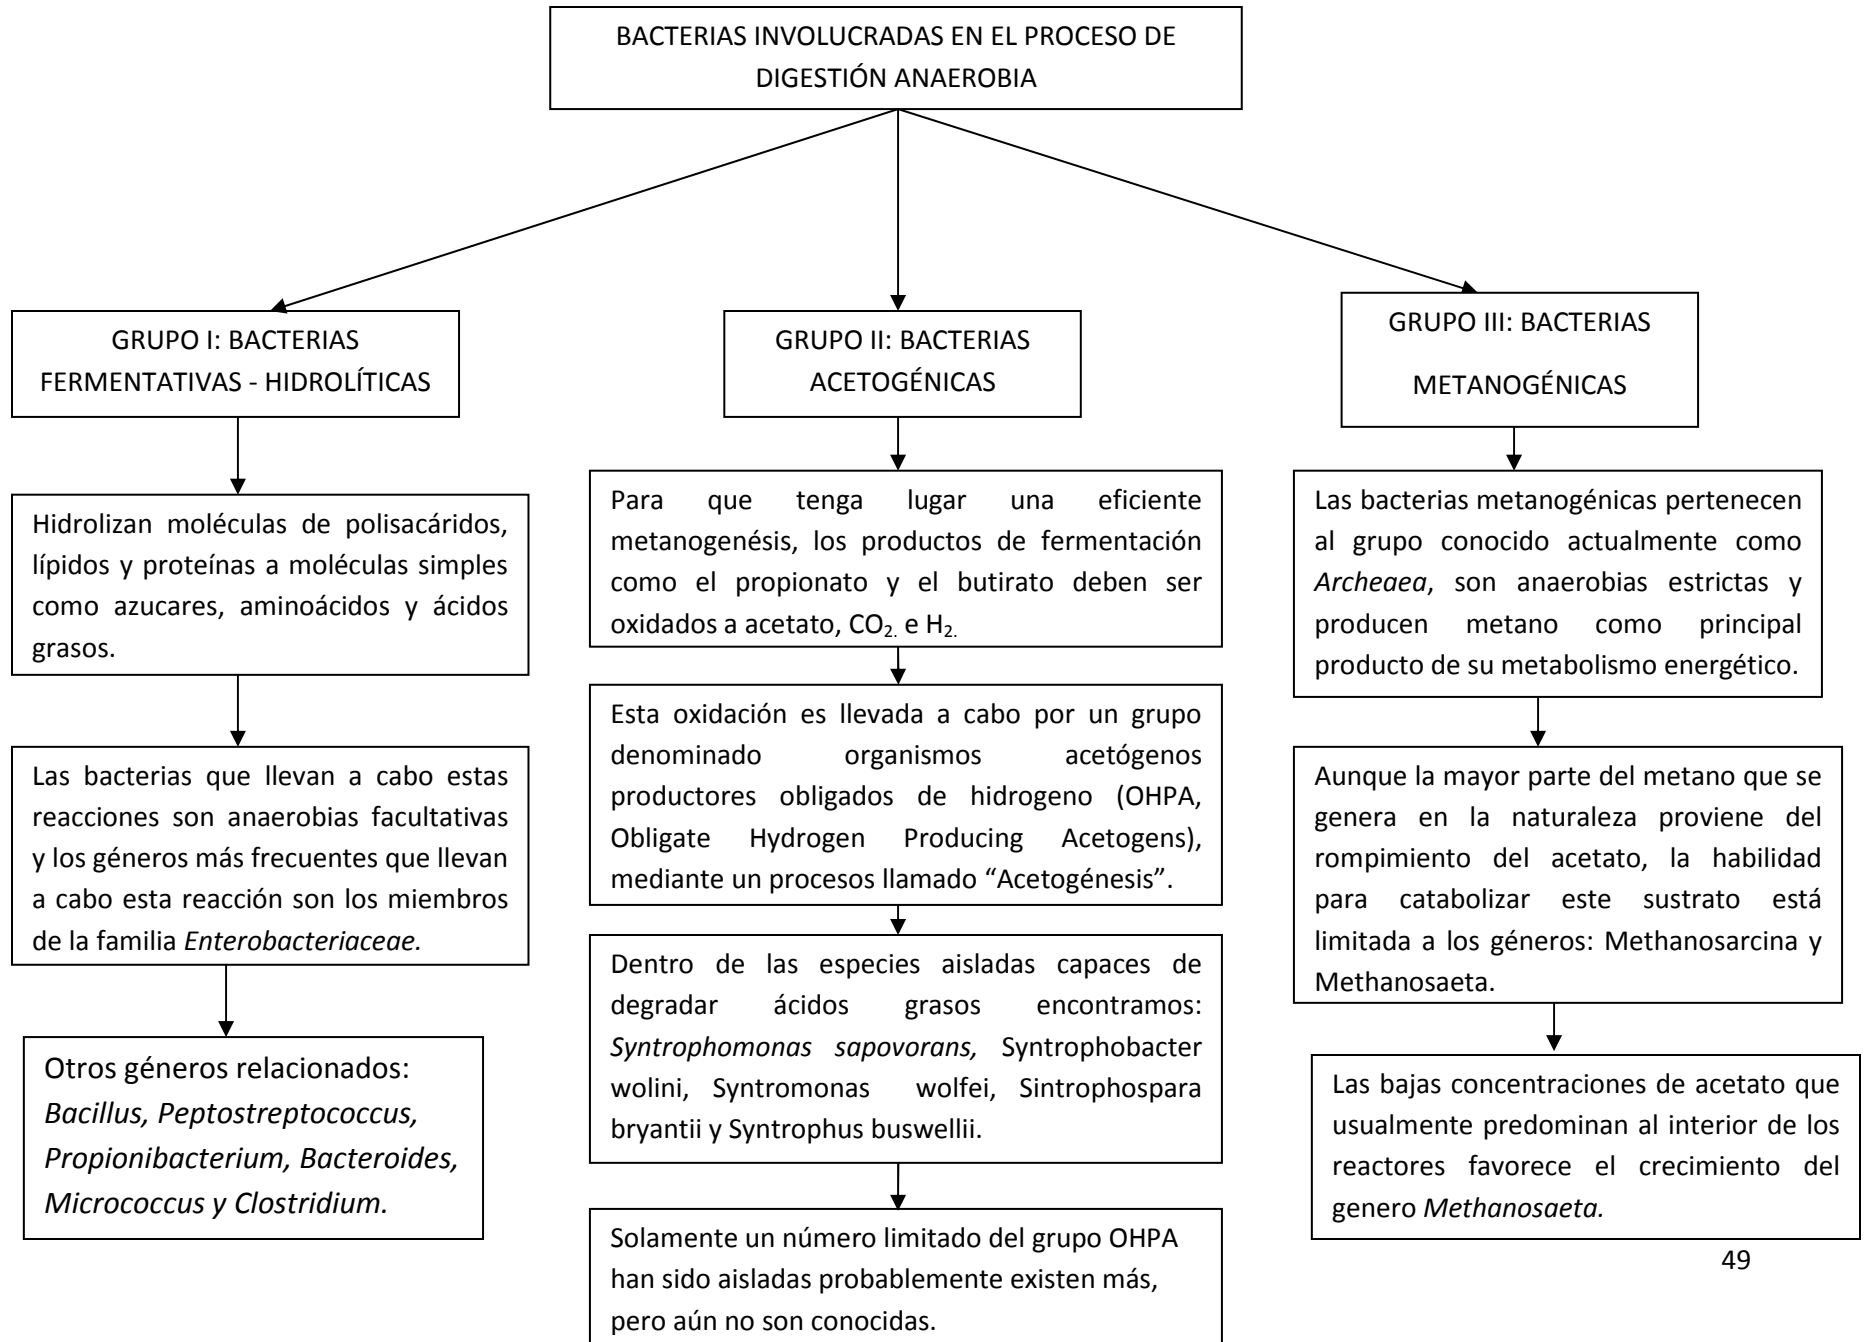 BACTERIAS INVOLUCRADAS EN EL PROCESO DE
DIGESTIÓN ANAEROBIA
GRUPO I: BACTERIAS
FERMENTATIVAS - HIDROLÍTICAS
Hidrolizan moléculas de polisacáridos,
lípidos y proteínas a moléculas simples
como azucares, aminoácidos y ácidos
grasos.
Las bacterias que llevan a cabo estas
reacciones son anaerobias facultativas
y los géneros más frecuentes que llevan
a cabo esta reacción son los miembros
de la familia Enterobacteriaceae.
Otros géneros relacionados:
Bacillus, Peptostreptococcus,
Propionibacterium, Bacteroides,
Micrococcus y Clostridium.
GRUPO II: BACTERIAS
ACETOGÉNICAS
Para que tenga lugar una eficiente
metanogenésis, los productos de fermentación
como el propionato y el butirato deben ser
oxidados a acetato, CO2. e H2.
Esta oxidación es llevada a cabo por un grupo
denominado organismos acetógenos
productores obligados de hidrogeno (OHPA,
Obligate Hydrogen Producing Acetogens),
mediante un procesos llamado “Acetogénesis”.
Dentro de las especies aisladas capaces de
degradar ácidos grasos encontramos:
Syntrophomonas sapovorans, Syntrophobacter
wolini, Syntromonas wolfei, Sintrophospara
bryantii y Syntrophus buswellii.
Solamente un número limitado del grupo OHPA
han sido aisladas probablemente existen más,
pero aún no son conocidas.
GRUPO III: BACTERIAS
METANOGÉNICAS
Las bacterias metanogénicas pertenecen
al grupo conocido actualmente como
Archeaea, son anaerobias estrictas y
producen metano como principal
producto de su metabolismo energético.
Aunque la mayor parte del metano que se
genera en la naturaleza proviene del
rompimiento del acetato, la habilidad
para catabolizar este sustrato está
limitada a los géneros: Methanosarcina y
Methanosaeta.
Las bajas concentraciones de acetato que
usualmente predominan al interior de los
reactores favorece el crecimiento del
genero Methanosaeta.
49